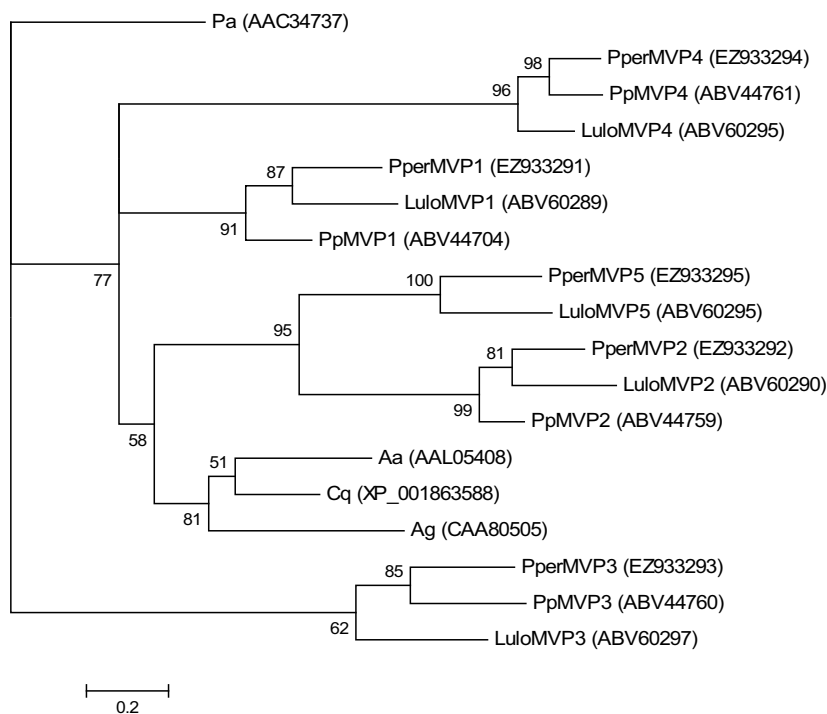 Pa (AAC34737)
PperMVP4 (EZ933294)
98
96
PpMVP4 (ABV44761)
LuloMVP4 (ABV60295)
PperMVP1 (EZ933291)
87
LuloMVP1 (ABV60289)
91
PpMVP1 (ABV44704)
77
PperMVP5 (EZ933295)
100
LuloMVP5 (ABV60295)
95
PperMVP2 (EZ933292)
81
LuloMVP2 (ABV60290)
99
PpMVP2 (ABV44759)
58
Aa (AAL05408)
51
Cq (XP_001863588)
81
Ag (CAA80505)
PperMVP3 (EZ933293)
85
PpMVP3 (ABV44760)
62
LuloMVP3 (ABV60297)
0.2